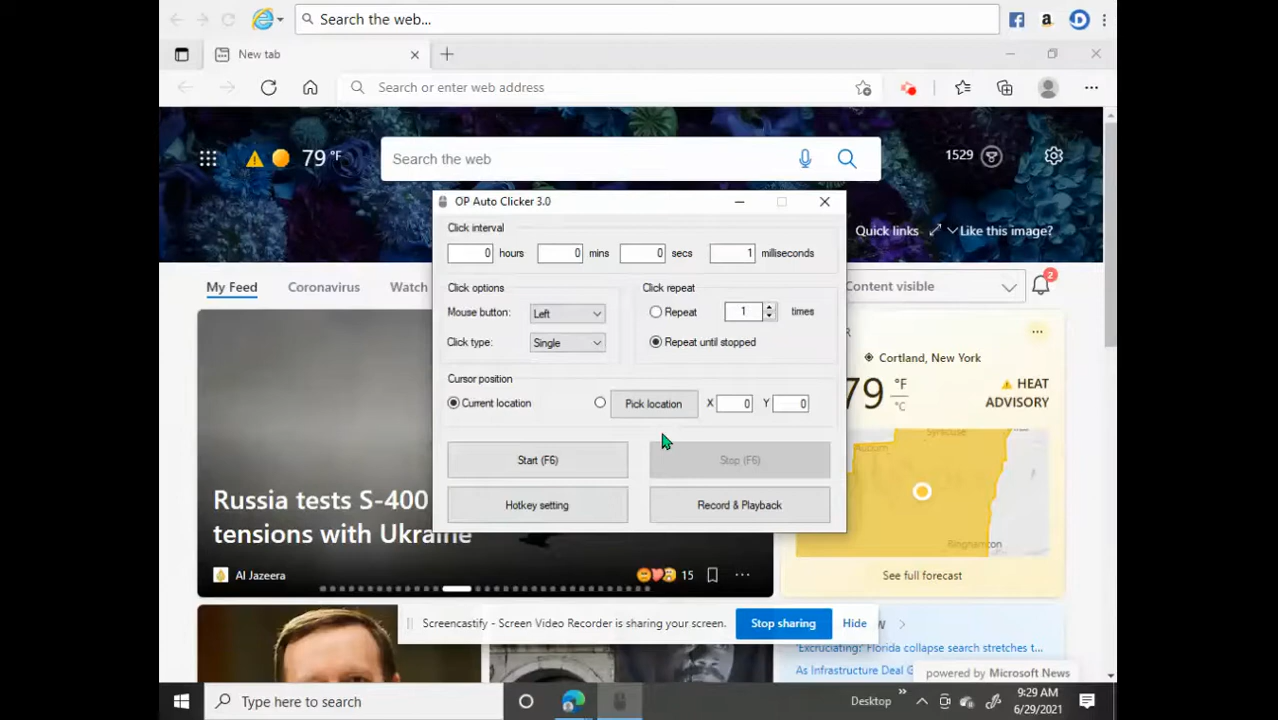 Search the web...
New tab
Search or enter web address
79 °F
Search the web
1529
OP Auto Clicker 3.0
Quick links
Like this image?
Click interval
0 hours 0 mins 0 secs 1 milliseconds
My Feed
Coronavirus
Watch
Content visible
2
Click options
Click repeat
Mouse button: Left
Repeat 1 times
Click type: Single
Repeat until stopped
Cursor position
Current location
Pick location X 0 Y 0
Start (F6)
Stop (F6)
Hotkey setting
Record & Playback
Cortland, New York
79 °F
°C
HEAT
ADVISORY
Syracuse
Binghamton
See full forecast
Russia tests S-400
tensions with Ukraine
Al Jazeera
15
Screencastify - Screen Video Recorder is sharing your screen.
Stop sharing
Hide
'Excruciating:' Florida collapse search stretches t...
As Infrastructure Deal G
powered by Microsoft News
Type here to search
Desktop
9:29 AM
6/29/2021